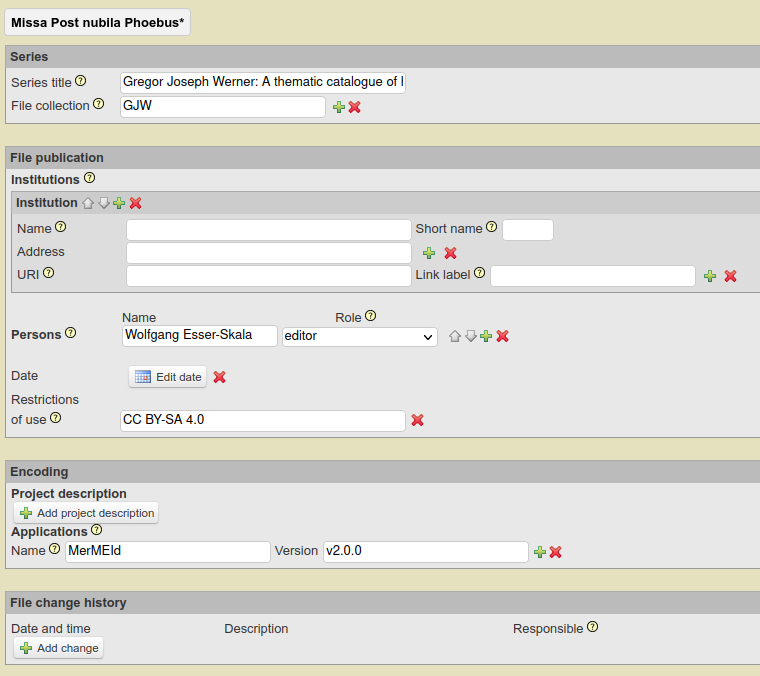 Missa Post nubila Phoebus*
Series
Series title ?
Gregor Joseph Werner: A thematic catalogue of
File collection ? GJW
File publication
Institutions ?
Institution
Name ? Short name ?
Address
URI ? Link label ?
Name Role ?
Persons ? Wolfgang Esser-Skala editor
Date Edit date
Restrictions
of use ? CC BY-SA 4.0
Encoding
Project description
Add project description
Applications ?
Name ? MerMEId Version v2.0.0
File change history
Date and time Description Responsible ?
Add change